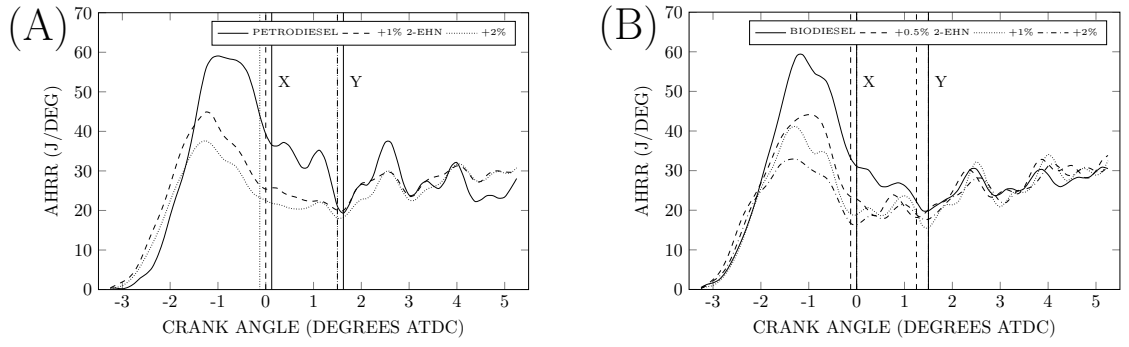 (A)
PETRODIESEL +1% 2-EHN +2%
X
Y
AHRR (J/DEG)
70
60
50
40
30
20
10
0
-3 -2 -1 0 1 2 3 4 5
CRANK ANGLE (DEGREES ATDC)
(B)
BIODIESEL +0.5% 2-EHN +1% +2%
X
Y
AHRR (J/DEG)
70
60
50
40
30
20
10
0
-3 -2 -1 0 1 2 3 4 5
CRANK ANGLE (DEGREES ATDC)